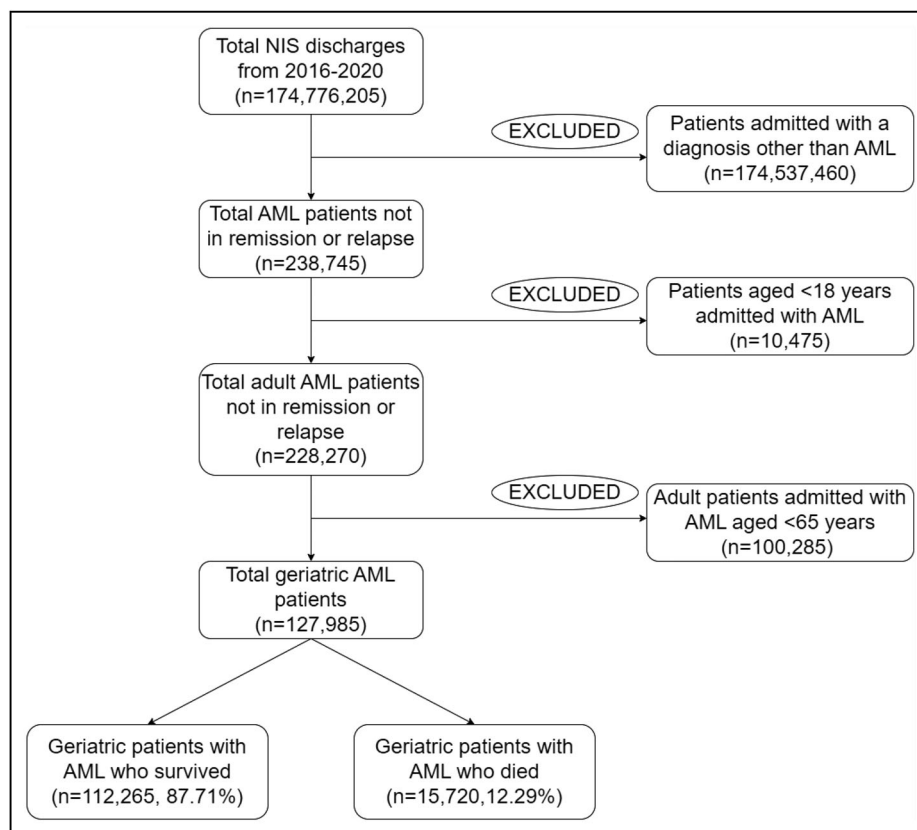 Total NIS discharges
from 2016-2020
(n=174,776,205)
EXCLUDED
Patients admitted with a
diagnosis other than AML
(n=174,537,460)
Total AML patients not
in remission or relapse
(n=238,745)
EXCLUDED
Patients aged <18 years
admitted with AML
(n=10,475)
Total adult AML patients
not in remission or
relapse
(n=228,270)
EXCLUDED
Adult patients admitted with
AML aged <65 years
(n=100,285)
Total geriatric AML
patients
(n=127,985)
Geriatric patients with
AML who survived
(n=112,265, 87.71%)
Geriatric patients with
AML who died
(n=15,720,12.29%)